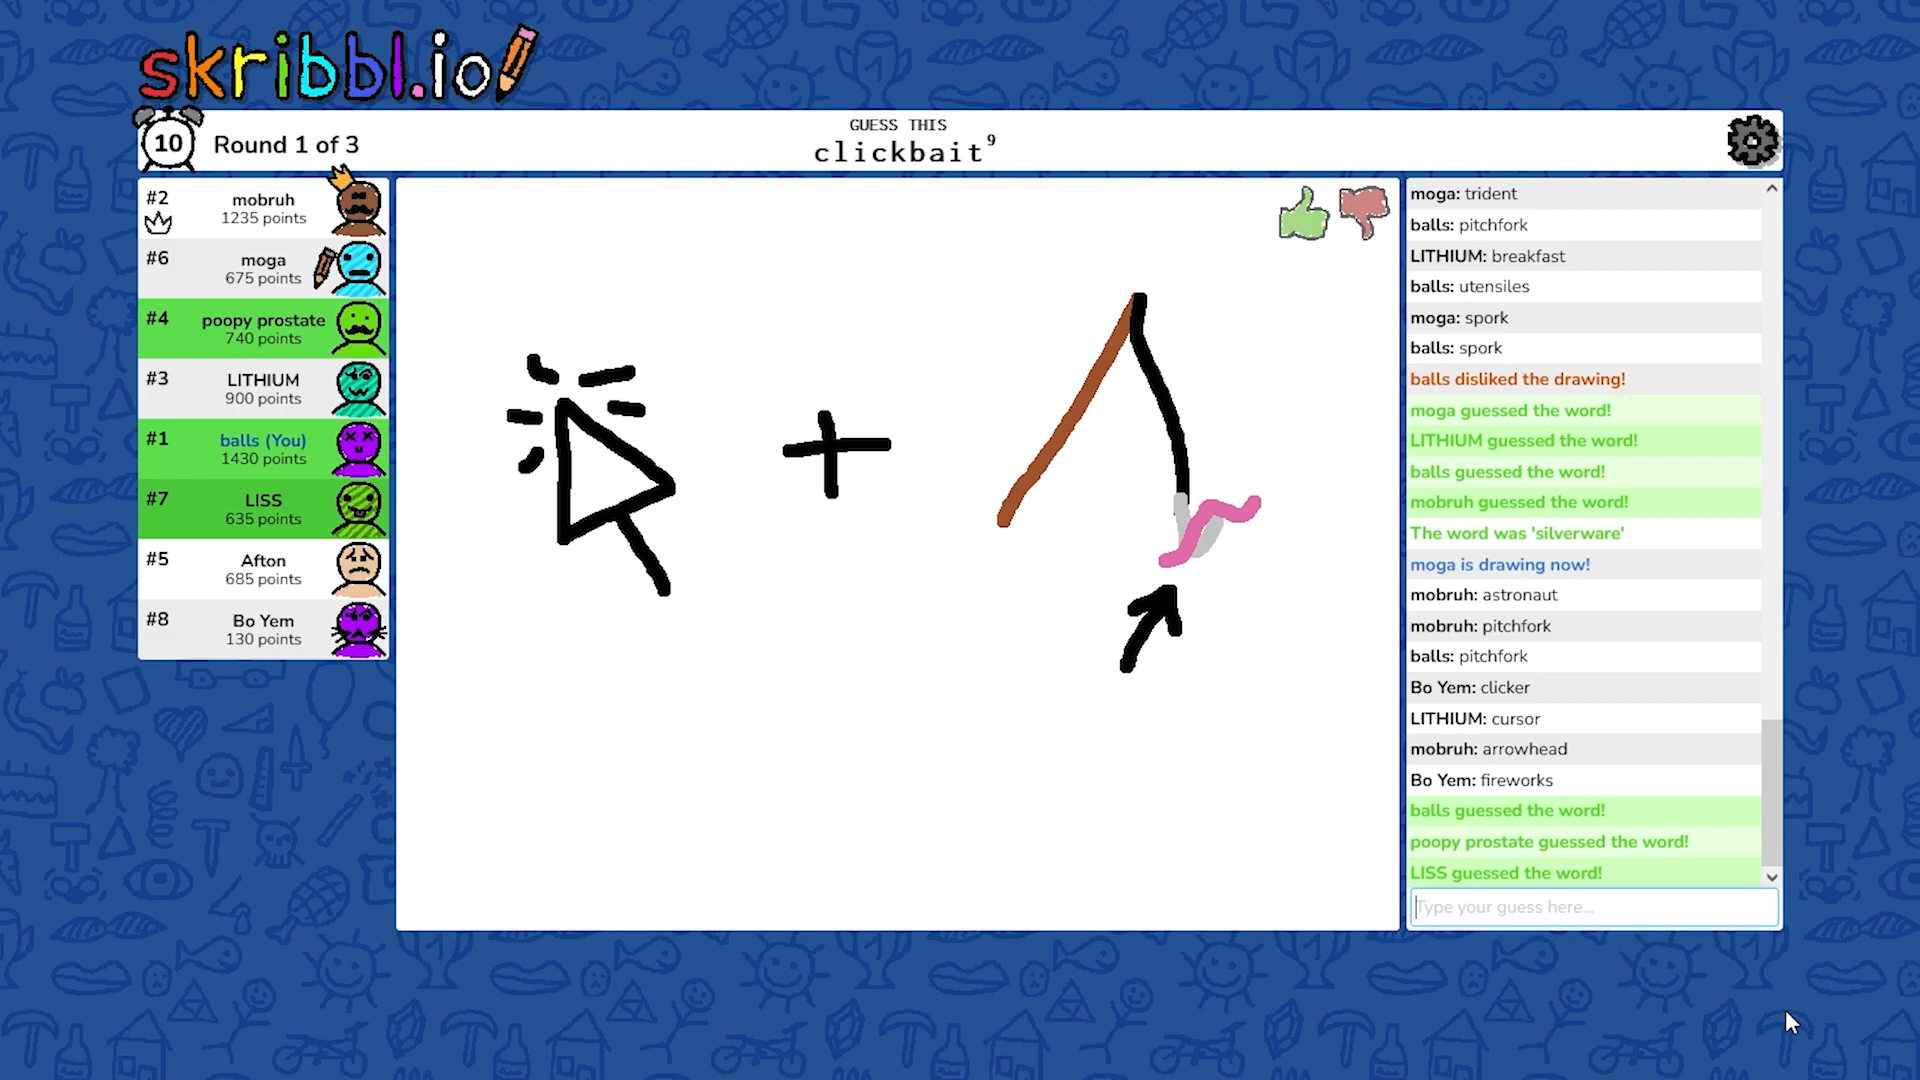 skribbl.io
10
Round 1 of 3
GUESS THIS
clickbait 9
#2
mobruh
1235 points
#6
moga
675 points
#4
poopy prostate
740 points
#3
LITHIUM
900 points
#1
balls (You)
1430 points
#7
LISS
635 points
#5
Afton
685 points
#8
Bo Yem
130 points
moga: trident
balls: pitchfork
LITHIUM: breakfast
balls: utensiles
moga: spork
balls: spork
balls disliked the drawing!
moga guessed the word!
LITHIUM guessed the word!
balls guessed the word!
mobruh guessed the word!
The word was 'silverware'
moga is drawing now!
mobruh: astronaut
mobruh: pitchfork
balls: pitchfork
Bo Yem: clicker
LITHIUM: cursor
mobruh: arrowhead
Bo Yem: fireworks
balls guessed the word!
poopy prostate guessed the word!
LISS guessed the word!
Type your guess here...